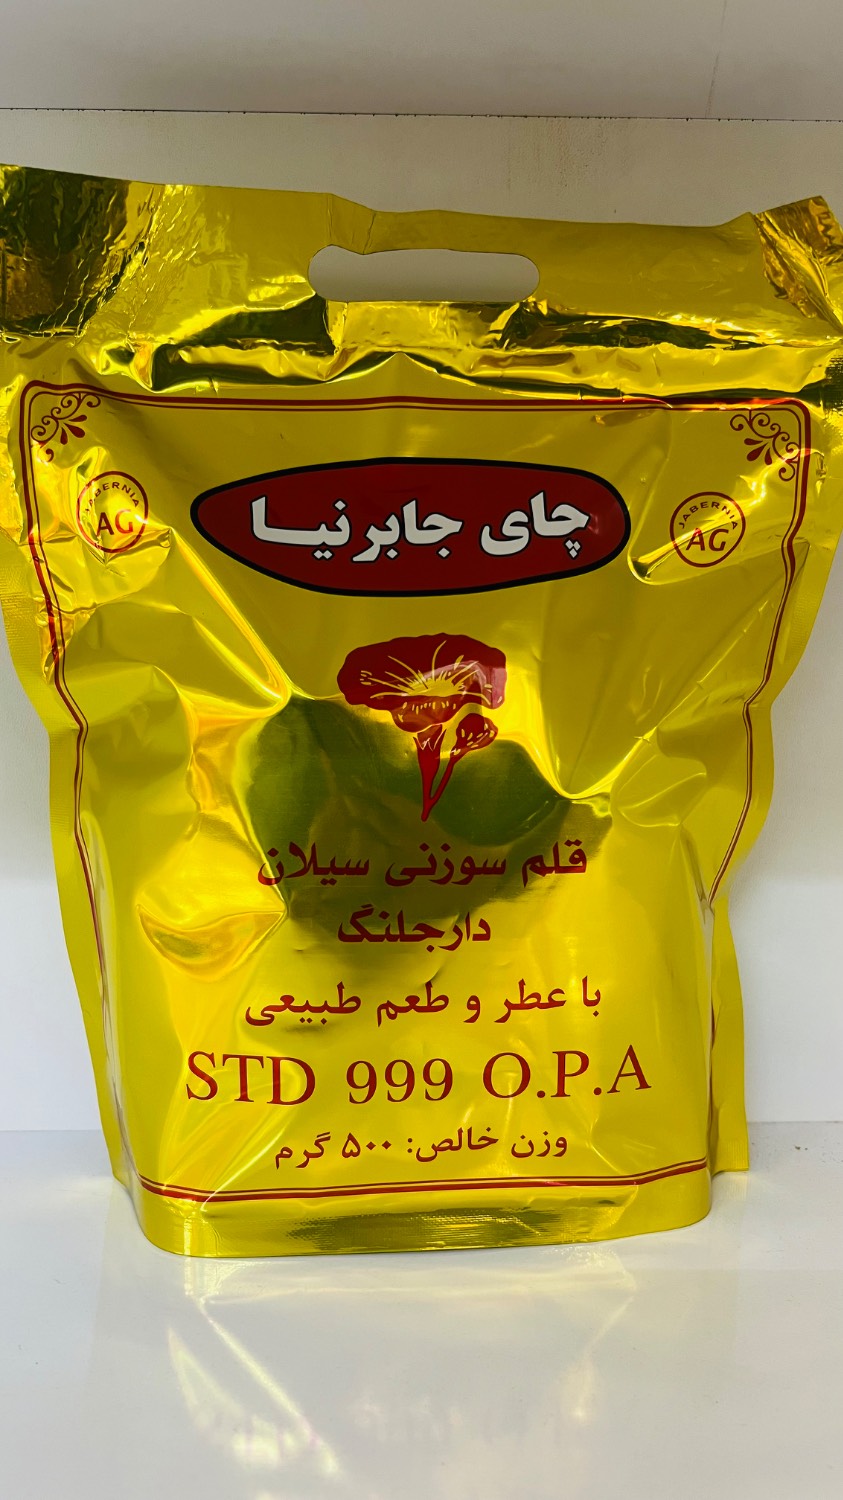 JABERNIA
AG
چای جابرنیا
JABERNIA
AG
قلم سوزنی سیلان
دارجلنگ
با عطر و طعم طبیعی
STD 999 O.P.A
وزن خالص: ۵۰۰ گرم